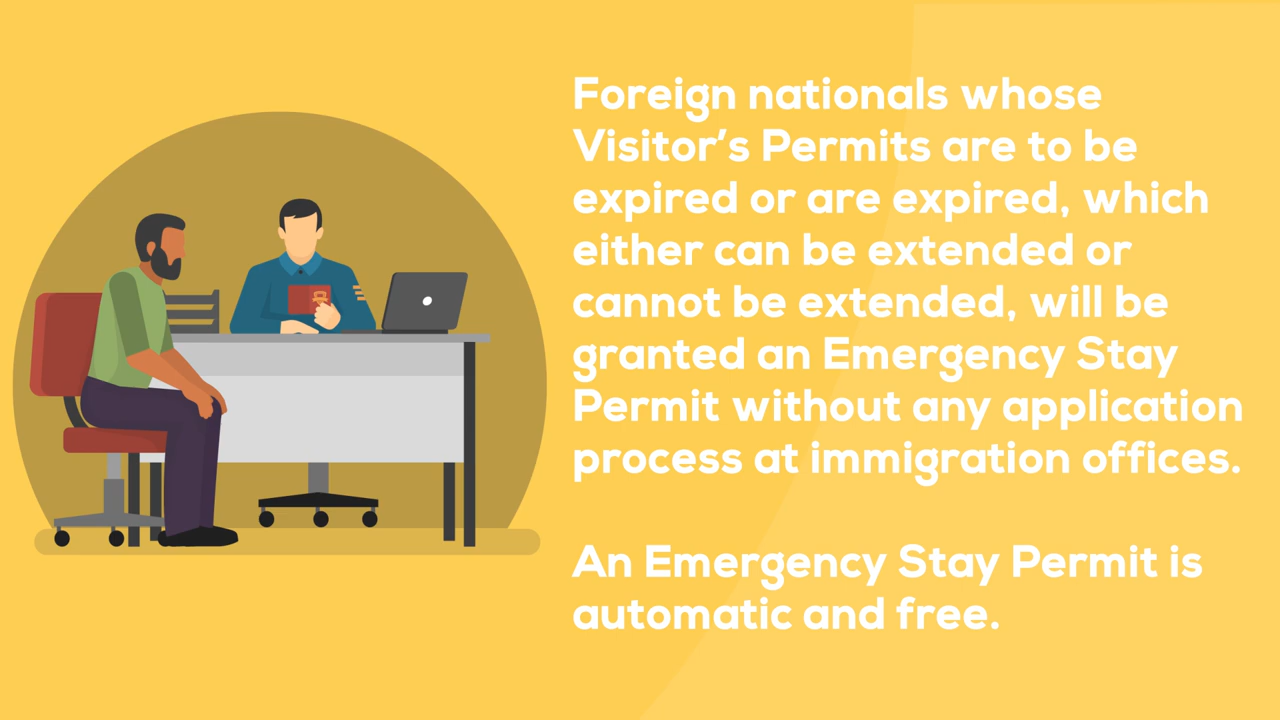 Foreign nationals whose
Visitor's Permits are to be
expired or are expired, which
either can be extended or
cannot be extended, will be
granted an Emergency Stay
Permit without any application
process at immigration offices.
An Emergency Stay Permit is
automatic and free.